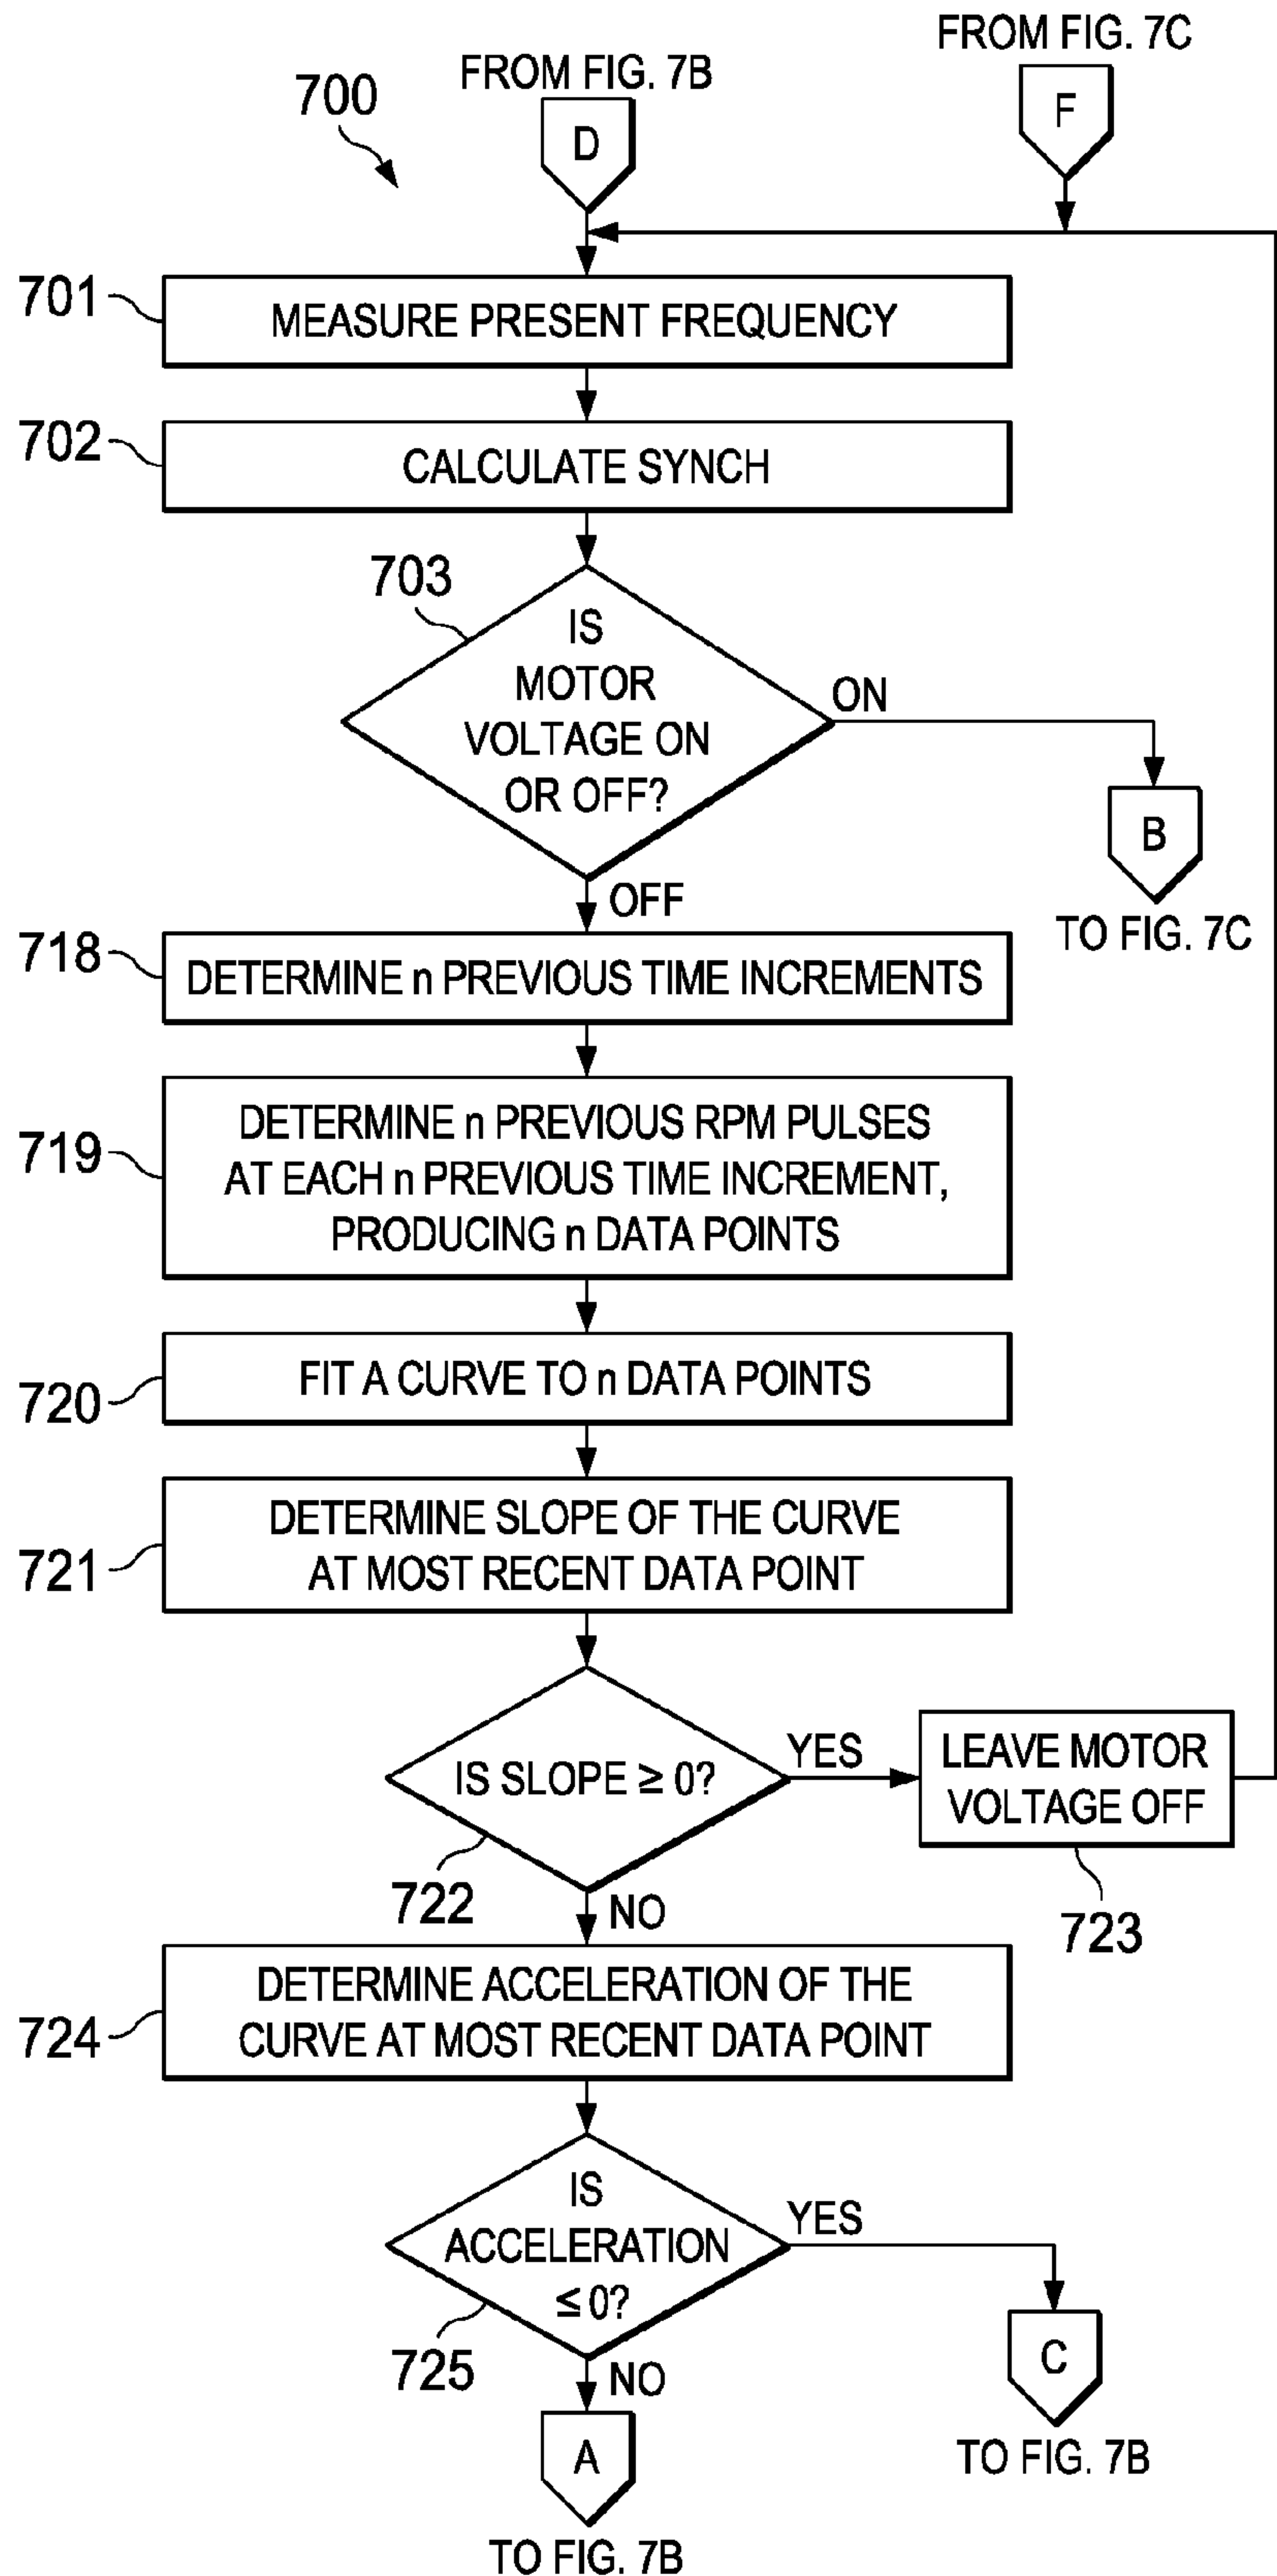 FROM FIG. 7C
F
FROM FIG. 7B
D
700
701
MEASURE PRESENT FREQUENCY
702
CALCULATE SYNCH
703
IS
MOTOR
VOLTAGE ON
OR OFF?
ON
B
TO FIG. 7C
OFF
718
DETERMINE n PREVIOUS TIME INCREMENTS
719
DETERMINE n PREVIOUS RPM PULSES
AT EACH n PREVIOUS TIME INCREMENT,
PRODUCING n DATA POINTS
720
FIT A CURVE TO n DATA POINTS
721
DETERMINE SLOPE OF THE CURVE
AT MOST RECENT DATA POINT
IS SLOPE ≥ 0?
722
YES
LEAVE MOTOR
VOLTAGE OFF
723
NO
724
DETERMINE ACCELERATION OF THE
CURVE AT MOST RECENT DATA POINT
IS
ACCELERATION
≤ 0?
725
YES
C
TO FIG. 7B
NO
A
TO FIG. 7B